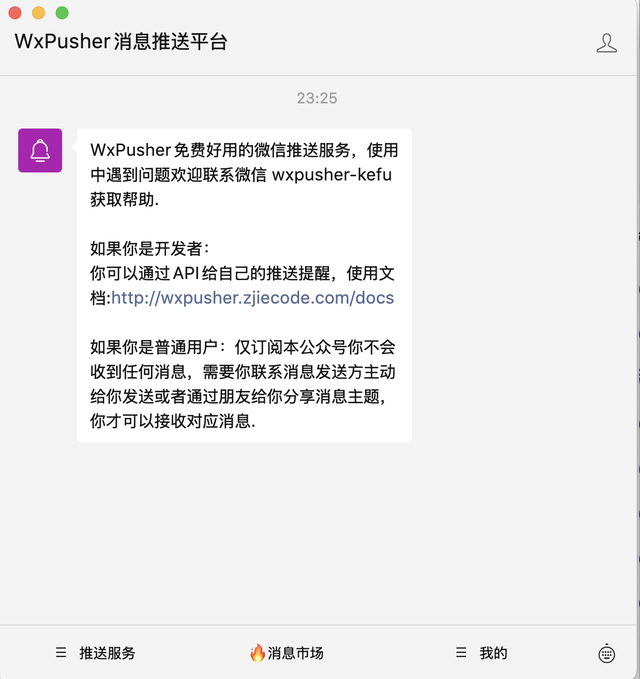 WxPusher消息推送平台
23:25
WxPusher免费好用的微信推送服务，使用
中遇到问题欢迎联系微信 wxpusher-kefu
获取帮助.
如果你是开发者：
你可以通过API给自己的推送提醒，使用文
档:http://wxpusher.zjiecode.com/docs
如果你是普通用户：仅订阅本公众号你不会
收到任何消息，需要你联系消息发送方主动
给你发送或者通过朋友给你分享消息主题，
你才可以接收对应消息.
推送服务
🔥消息市场
我的